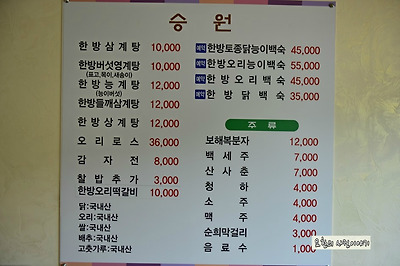 승원
한방삼계탕 10,000
한방버섯영계탕 10,000
(표고,목이,새송이)
한방능계탕 12,000
(능이버섯)
한방들깨삼계탕
한방상계탕 12,000
오리로스 36,000
감자전 8,000
찰밥추가 3,000
한방오리떡갈비 10,000
닭:국내산
오리:국내산
쌀:국내산
배추:국내산
고춧가루:국내산
예약 한방토종닭능이백숙 45,000
예약 한방오리능이백숙 55,000
예약 한방오리백숙 45,000
예약 한방닭백숙 35,000
보해복분자 12,000
백세주 7,000
산사춘 7,000
청하 4,000
소주 4,000
맥주 4,000
순희막걸리 3,000
음료수 1,000